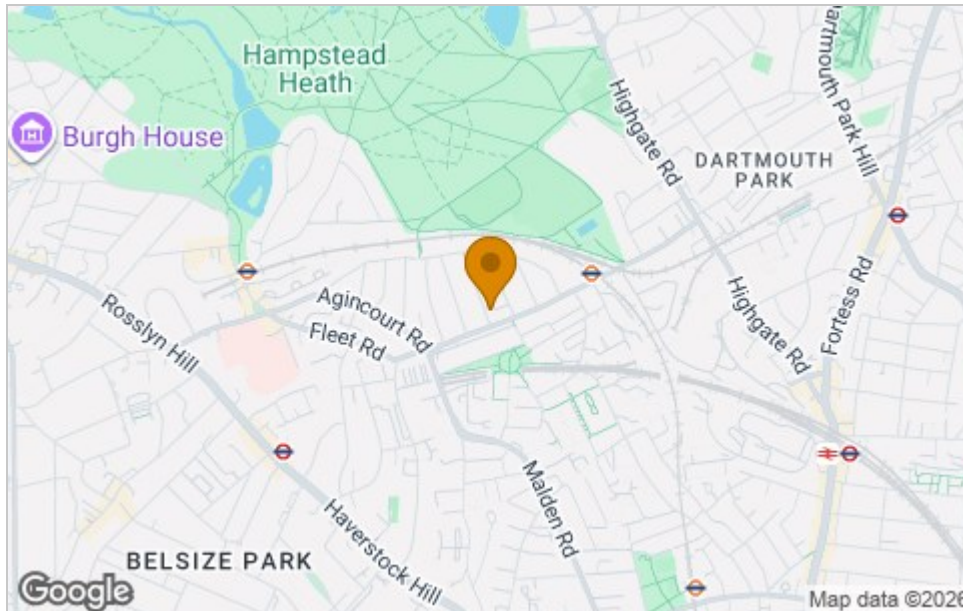 Hampstead
Heath
Burgh House
Highgate Rd
Dartmouth Park Hill
DARTMOUTH
PARK
Agincourt Rd
Fleet Rd
Rosslyn Hill
Highgate Rd
Fortess Rd
Malden Rd
Haverstock Hill
BELSIZE PARK
Google
Map data ©2026